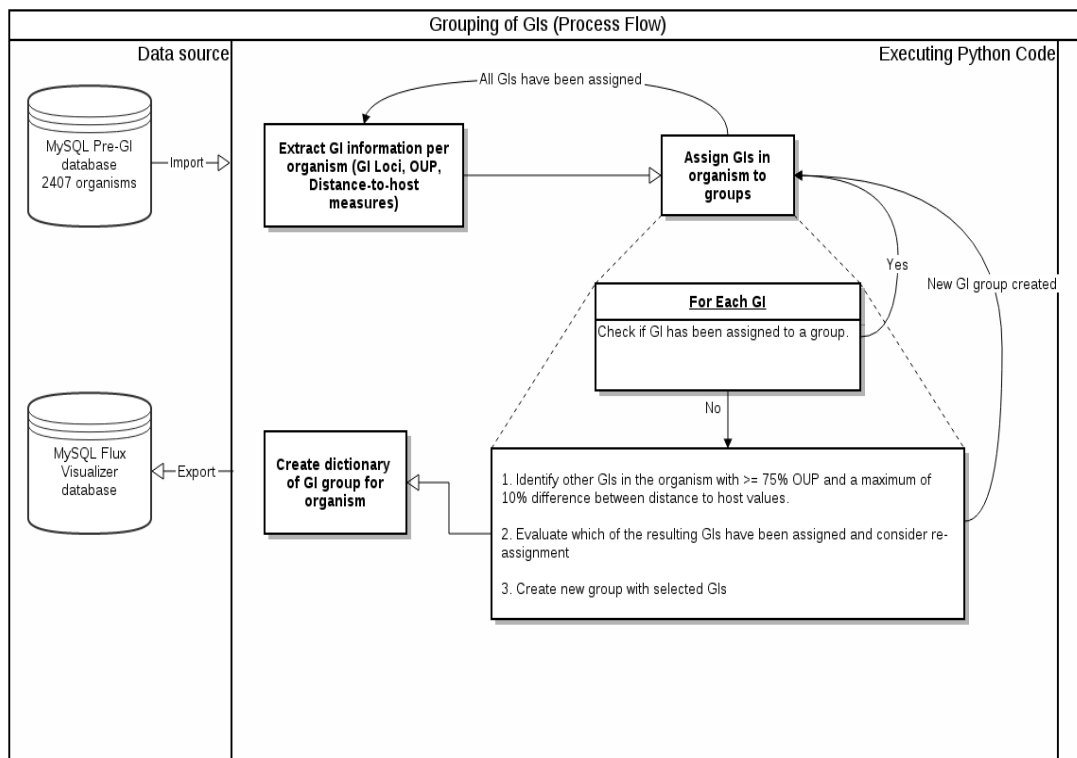 Grouping of GIs (Process Flow)
Data source
Executing Python Code
All GIs have been assigned
MySQL Pre-GI
database
2407 organisms
Import
Extract GI information per
organism (GI Loci, OUP,
Distance-to-host
measures)
Assign GIs in
organism to
groups
Yes
New GI group created
For Each GI
Check if GI has been assigned to a group.
No
MySQL Flux
Visualizer
database
Export
Create dictionary
of GI group for
organism
1. Identify other GIs in the organism with >= 75% OUP and a maximum of
10% difference between distance to host values.
2. Evaluate which of the resulting GIs have been assigned and consider re-
assignment
3. Create new group with selected GIs